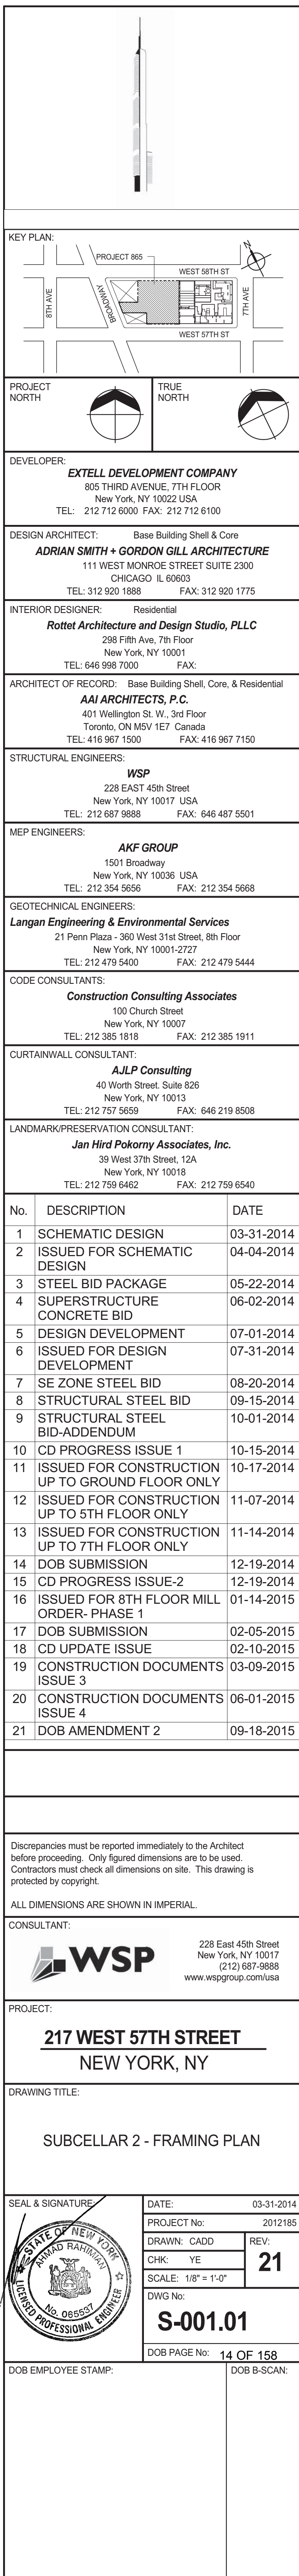 KEY PLAN:
N
PROJECT 865
WEST 58TH ST
8TH AVE
BROADWAY
7TH AVE
WEST 57TH ST
PROJECT
NORTH
TRUE
NORTH
DEVELOPER:
EXTELL DEVELOPMENT COMPANY
805 THIRD AVENUE, 7TH FLOOR
New York, NY 10022 USA
TEL: 212 712 6000 FAX: 212 712 6100
DESIGN ARCHITECT: Base Building Shell & Core
ADRIAN SMITH + GORDON GILL ARCHITECTURE
111 WEST MONROE STREET SUITE 2300
CHICAGO IL 60603
TEL: 312 920 1888 FAX: 312 920 1775
INTERIOR DESIGNER: Residential
Rottet Architecture and Design Studio, PLLC
298 Fifth Ave, 7th Floor
New York, NY 10001
TEL: 646 998 7000 FAX:
ARCHITECT OF RECORD: Base Building Shell, Core, & Residential
AAI ARCHITECTS, P.C.
401 Wellington St. W., 3rd Floor
Toronto, ON M5V 1E7 Canada
TEL: 416 967 1500 FAX: 416 967 7150
STRUCTURAL ENGINEERS:
WSP
228 EAST 45th Street
New York, NY 10017 USA
TEL: 212 687 9888 FAX: 646 487 5501
MEP ENGINEERS:
AKF GROUP
1501 Broadway
New York, NY 10036 USA
TEL: 212 354 5656 FAX: 212 354 5668
GEOTECHNICAL ENGINEERS:
Langan Engineering & Environmental Services
21 Penn Plaza - 360 West 31st Street, 8th Floor
New York, NY 10001-2727
TEL: 212 479 5400 FAX: 212 479 5444
CODE CONSULTANTS:
Construction Consulting Associates
100 Church Street
New York, NY 10007
TEL: 212 385 1818 FAX: 212 385 1911
CURTAINWALL CONSULTANT:
AJLP Consulting
40 Worth Street. Suite 826
New York, NY 10013
TEL: 212 757 5659 FAX: 646 219 8508
LANDMARK/PRESERVATION CONSULTANT:
Jan Hird Pokorny Associates, Inc.
39 West 37th Street, 12A
New York, NY 10018
TEL: 212 759 6462 FAX: 212 759 6540
No. DESCRIPTION DATE
1 SCHEMATIC DESIGN 03-31-2014
2 ISSUED FOR SCHEMATIC 04-04-2014
DESIGN
3 STEEL BID PACKAGE 05-22-2014
4 SUPERSTRUCTURE 06-02-2014
CONCRETE BID
5 DESIGN DEVELOPMENT 07-01-2014
6 ISSUED FOR DESIGN 07-31-2014
DEVELOPMENT
7 SE ZONE STEEL BID 08-20-2014
8 STRUCTURAL STEEL BID 09-15-2014
9 STRUCTURAL STEEL 10-01-2014
BID-ADDENDUM
10 CD PROGRESS ISSUE 1 10-15-2014
11 ISSUED FOR CONSTRUCTION 10-17-2014
UP TO GROUND FLOOR ONLY
12 ISSUED FOR CONSTRUCTION 11-07-2014
UP TO 5TH FLOOR ONLY
13 ISSUED FOR CONSTRUCTION 11-14-2014
UP TO 7TH FLOOR ONLY
14 DOB SUBMISSION 12-19-2014
15 CD PROGRESS ISSUE-2 12-19-2014
16 ISSUED FOR 8TH FLOOR MILL 01-14-2015
ORDER- PHASE 1
17 DOB SUBMISSION 02-05-2015
18 CD UPDATE ISSUE 02-10-2015
19 CONSTRUCTION DOCUMENTS 03-09-2015
ISSUE 3
20 CONSTRUCTION DOCUMENTS 06-01-2015
ISSUE 4
21 DOB AMENDMENT 2 09-18-2015
Discrepancies must be reported immediately to the Architect
before proceeding. Only figured dimensions are to be used.
Contractors must check all dimensions on site. This drawing is
protected by copyright.
ALL DIMENSIONS ARE SHOWN IN IMPERIAL.
CONSULTANT:
WSP
228 East 45th Street
New York, NY 10017
(212) 687-9888
www.wspgroup.com/usa
PROJECT:
217 WEST 57TH STREET
NEW YORK, NY
DRAWING TITLE:
SUBCELLAR 2 - FRAMING PLAN
SEAL & SIGNATURE:
STATE OF NEW YORK
AHMAD RAHIMIAN
No. 065537
LICENSED PROFESSIONAL ENGINEER
DATE: 03-31-2014
PROJECT No: 2012185
DRAWN: CADD
CHK: YE
SCALE: 1/8" = 1'-0"
REV:
21
DWG No:
S-001.01
DOB PAGE No: 14 OF 158
DOB EMPLOYEE STAMP:
DOB B-SCAN: